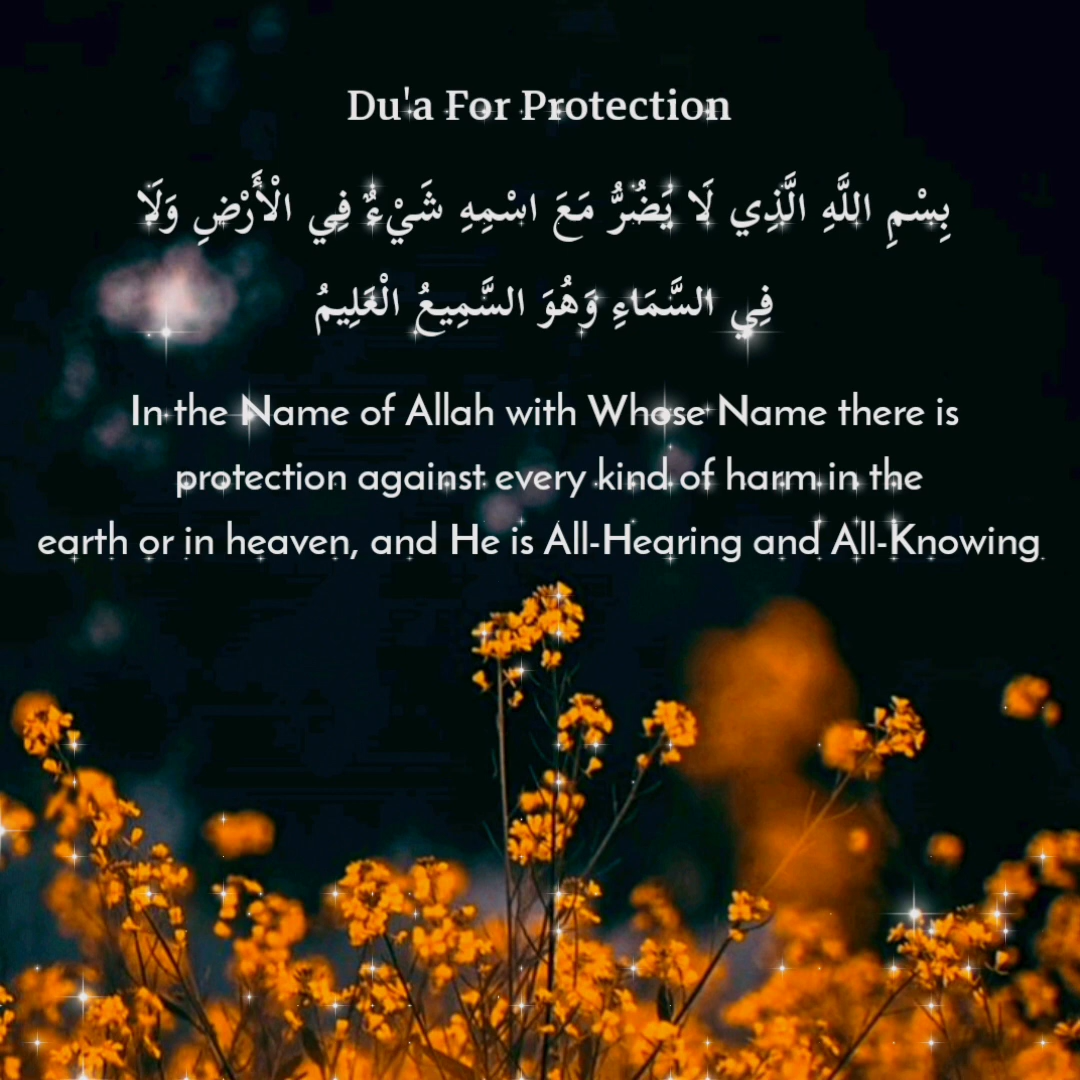 Du'a For Protection
بِسْمِ اللَّهِ الَّذِي لَا يَضُرُّ مَعَ اسْمِهِ شَيْءٌ فِي الْأَرْضِ وَلَا
فِي السَّمَاءِ وَهُوَ السَّمِيعُ الْعَلِيمُ
In the Name of Allah with Whose Name there is
protection against every kind of harm in the
earth or in heaven, and He is All-Hearing and All-Knowing